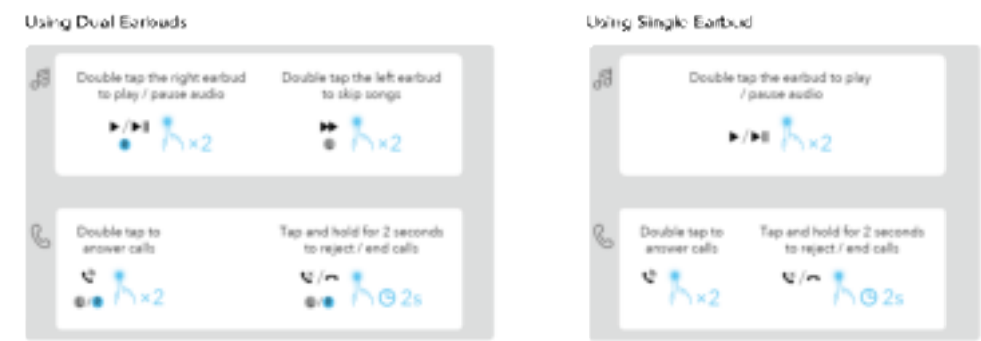 Using Dual Earbuds
Double tap the right earbud
to play / pause audio
×2
Double tap the left earbud
to skip songs
×2
Double tap to
answer calls
×2
Tap and hold for 2 seconds
to reject / end calls
2s
Using Single Earbud
Double tap the earbud to play
/ pause audio
×2
Double tap to
answer calls
×2
Tap and hold for 2 seconds
to reject / end calls
2s